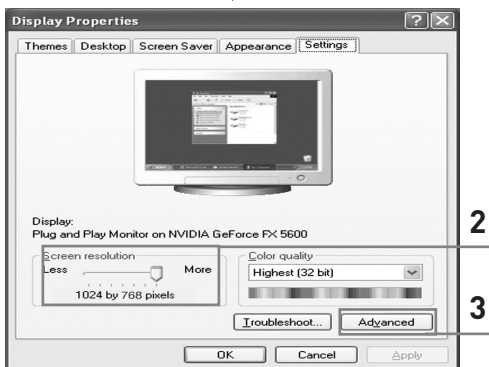 Display Properties
Themes Desktop Screen Saver Appearance Settings
Display:
Plug and Play Monitor on NVIDIA GeForce FX 5600
Screen resolution
Less More
1024 by 768 pixels
Color quality
Highest (32 bit)
2
Troubleshoot... Advanced
3
OK Cancel Apply